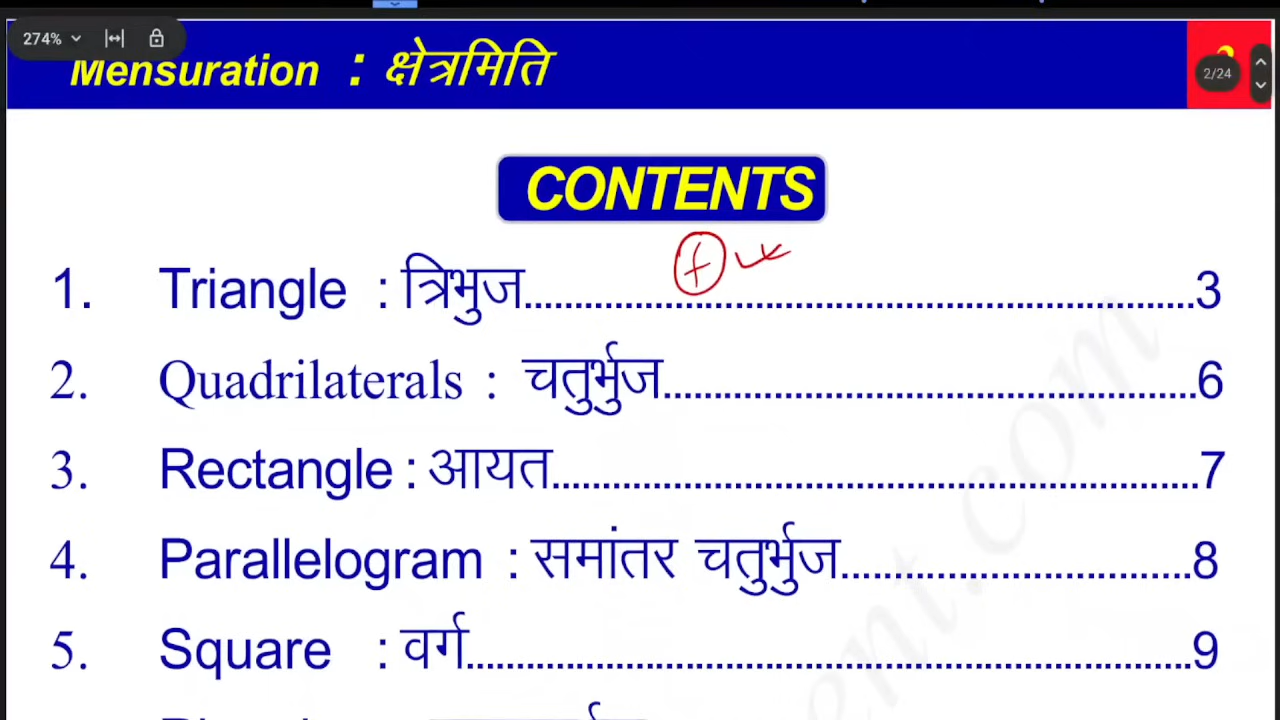 274%
2/24
Mensuration : क्षेत्रमिति
CONTENTS
1. Triangle : त्रिभुज......................................................................3
2. Quadrilaterals : चतुर्भुज........................................................6
3. Rectangle : आयत...................................................................7
4. Parallelogram : समांतर चतुर्भुज.....................................8
5. Square : वर्ग...........................................................................9